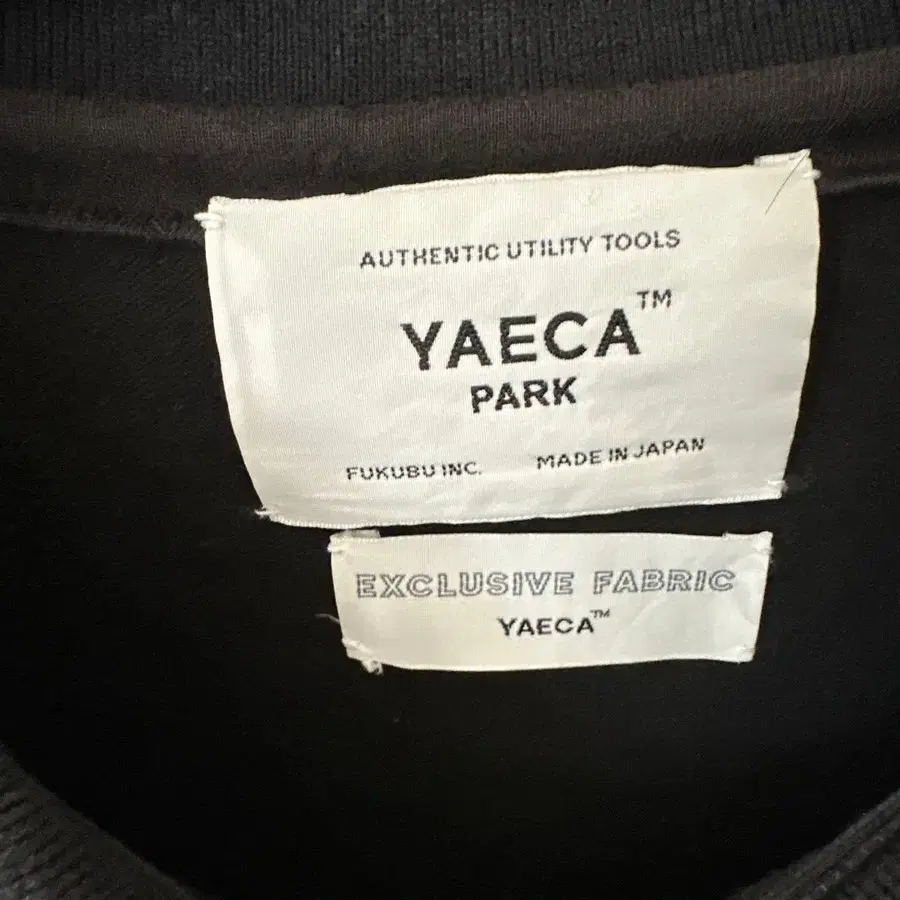 AUTHENTIC UTILITY TOOLS
YAECA™
PARK
FUKUBU INC. MADE IN JAPAN
EXCLUSIVE FABRIC
YAECA™